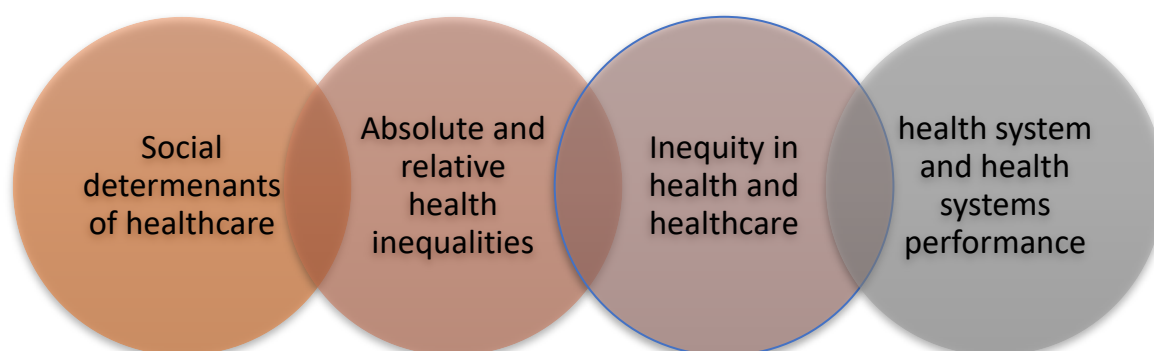 Social
determenants
of healthcare
Absolute and
relative
health
inequalities
Inequity in
health and
healthcare
health system
and health
systems
performance